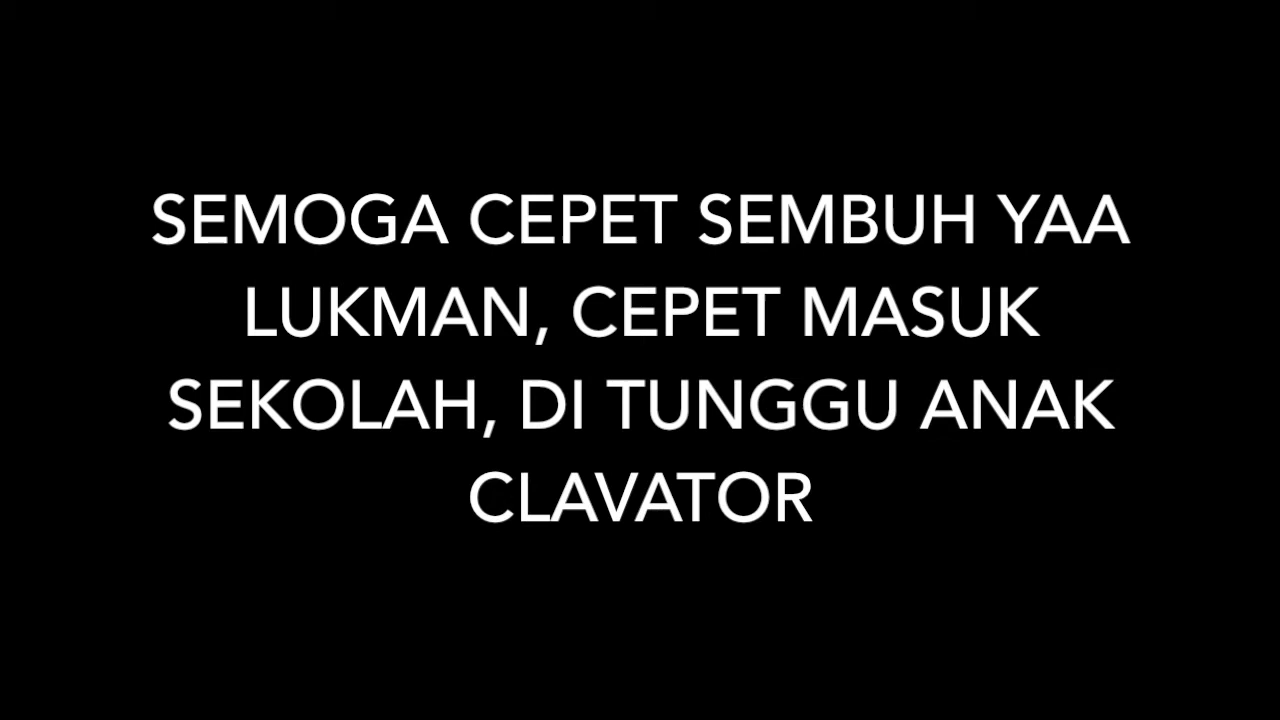 SEMOGA CEPET SEMBUH YAA
LUKMAN, CEPET MASUK
SEKOLAH, DI TUNGGU ANAK
CLAVATOR